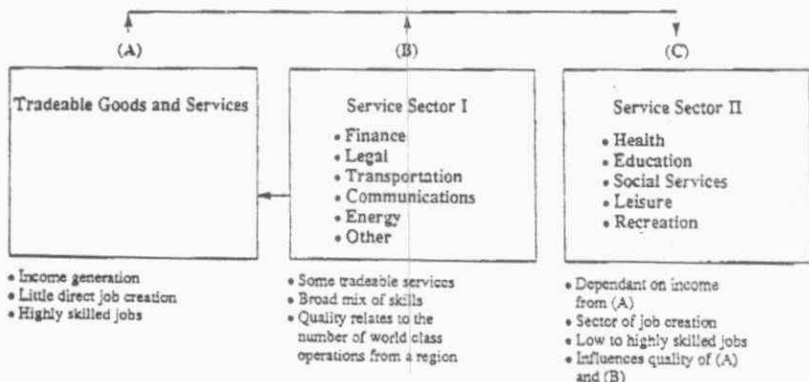 (A)
Tradeable Goods and Services
• Income generation
• Little direct job creation
• Highly skilled jobs
(B)
Service Sector I
• Finance
• Legal
• Transportation
• Communications
• Energy
• Other
• Some tradeable services
• Broad mix of skills
• Quality relates to the
number of world class
operations from a region
(C)
Service Sector II
• Health
• Education
• Social Services
• Leisure
• Recreation
• Dependant on income
from (A)
• Sector of job creation
• Low to highly skilled jobs
• Influences quality of (A)
and (B)